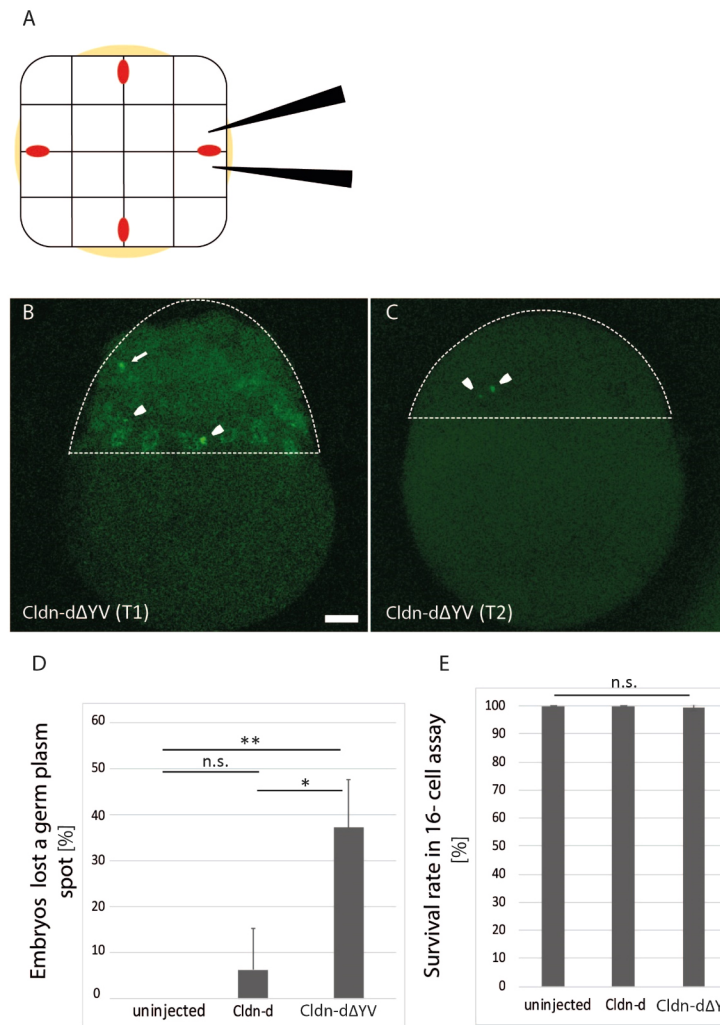 A
B
C
Cldn-dΔYV (T1)
Cldn-dΔYV (T2)
D
Embryos lost a germ plasm
spot [%]
60
50
40
30
20
10
0
**
n.s.
*
uninjected Cldn-d Cldn-dΔYV
E
Survival rate in 16- cell assay
[%]
100
90
80
70
60
50
40
30
20
10
0
n.s.
uninjected Cldn-d Cldn-dΔY